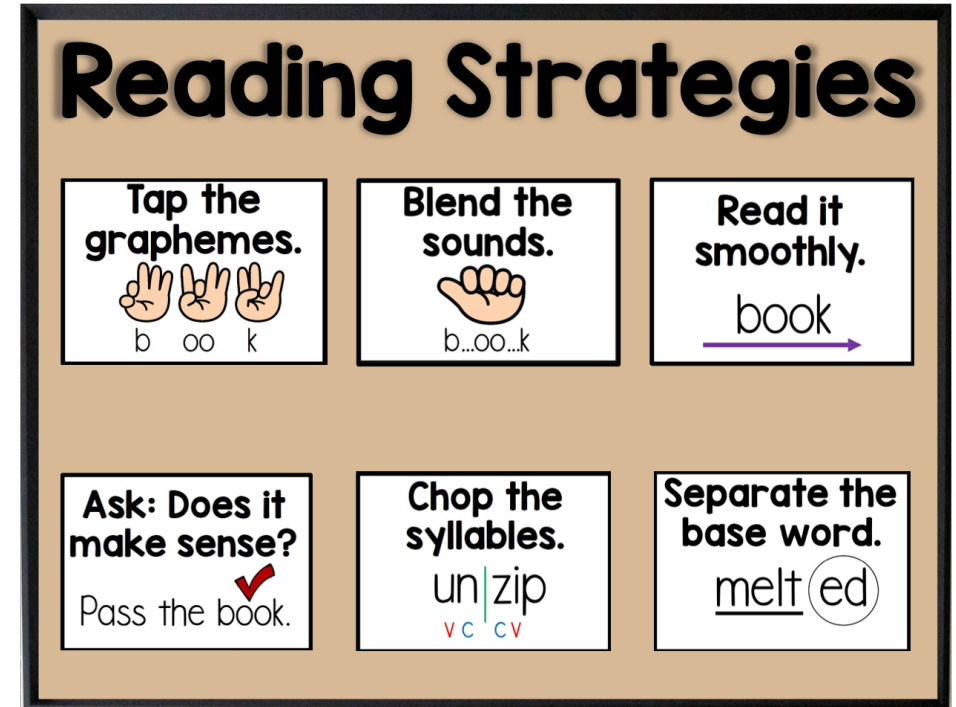 Reading Strategies
Tap the
graphemes.
b oo k
Blend the
sounds.
b...oo...k
Read it
smoothly.
book
Ask: Does it
make sense?
Pass the book.
Chop the
syllables.
un|zip
V C C V
Separate the
base word.
melt ed